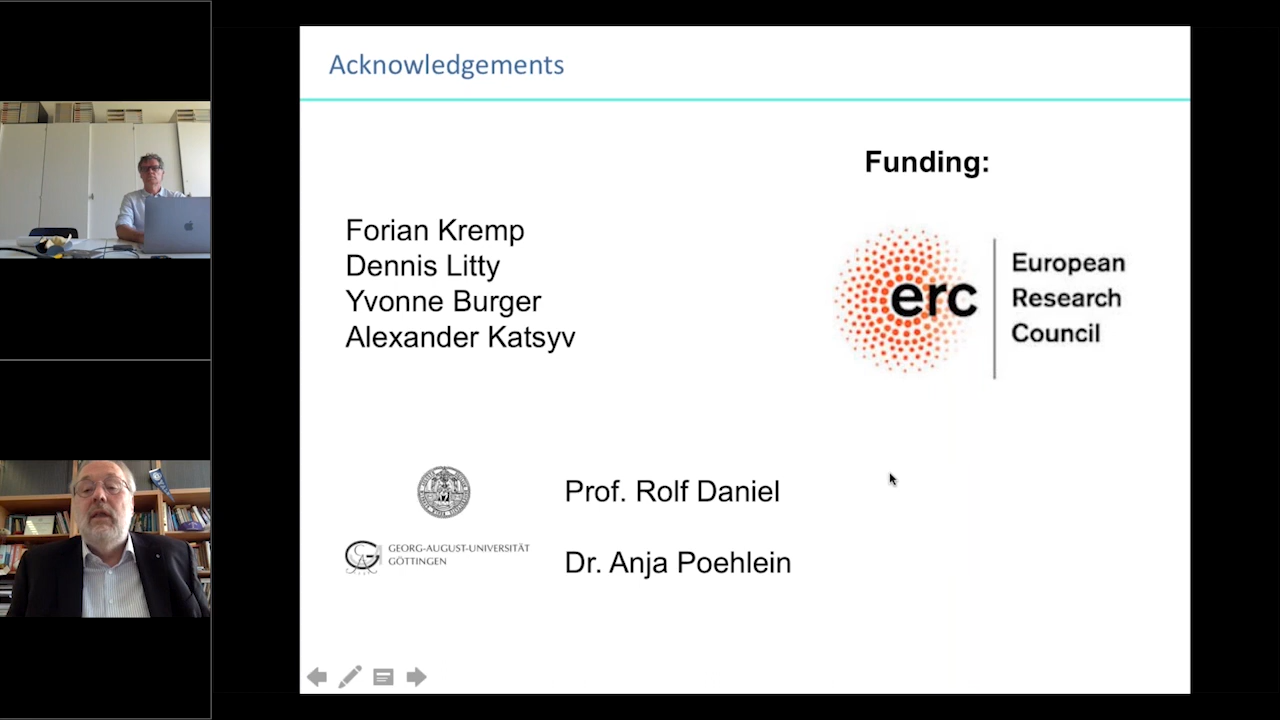 Acknowledgements
Funding:
Forian Kremp
Dennis Litty
Yvonne Burger
Alexander Katsyv
erc
European
Research
Council
Prof. Rolf Daniel
GEORG-AUGUST-UNIVERSITÄT
GÖTTINGEN
Dr. Anja Poehlein